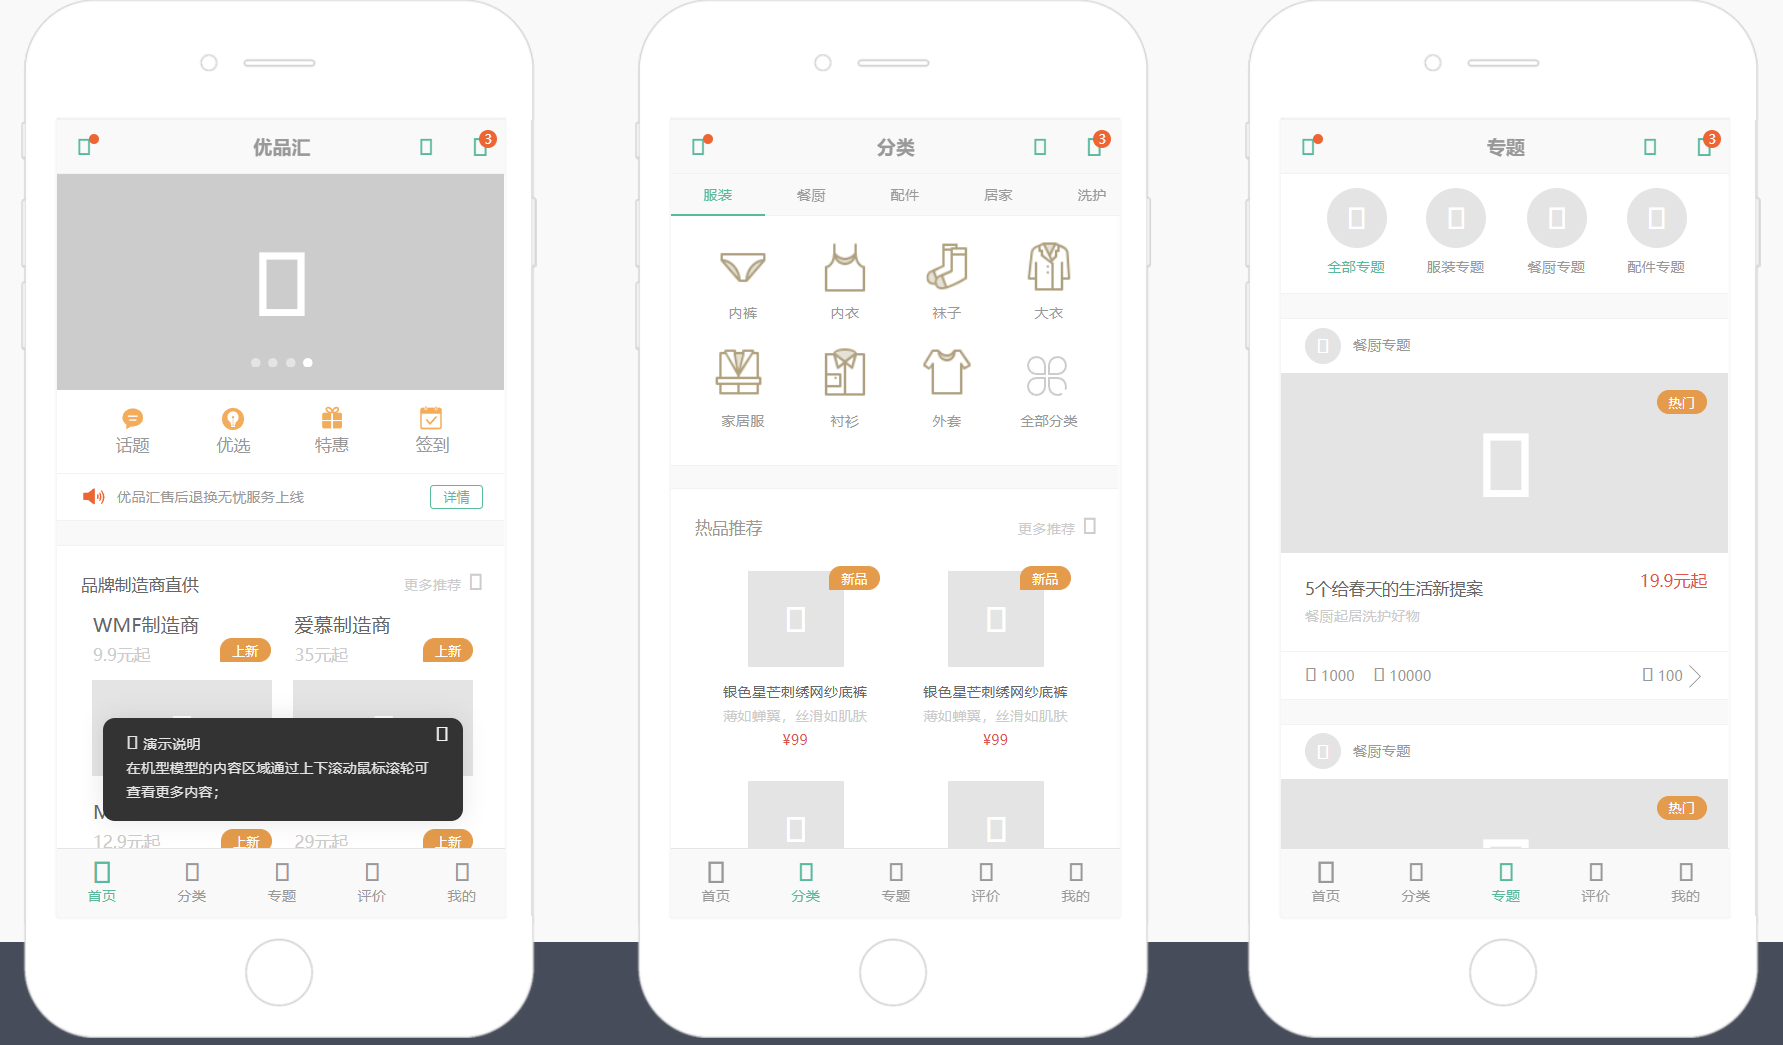 优品汇
3
话题 优选 特惠 签到
优品汇售后退换无忧服务上线 详情
品牌制造商直供 更多推荐
WMF制造商 爱慕制造商
9.9元起 上新 35元起 上新
演示说明
在机型模型的内容区域通过上下滚动鼠标滚轮可
查看更多内容；
M
12.9元起 上新 29元起 上新
首页 分类 专题 评价 我的
分类
3
服装 餐厨 配件 居家 洗护
内裤 内衣 袜子 大衣
家居服 衬衫 外套 全部分类
热品推荐 更多推荐
新品 新品
银色星芒刺绣网纱底裤 银色星芒刺绣网纱底裤
薄如蝉翼，丝滑如肌肤 薄如蝉翼，丝滑如肌肤
¥99 ¥99
首页 分类 专题 评价 我的
专题
3
全部专题 服装专题 餐厨专题 配件专题
餐厨专题
热门
5个给春天的生活新提案 19.9元起
餐厨起居洗护好物
1000 10000 100
餐厨专题
热门
首页 分类 专题 评价 我的